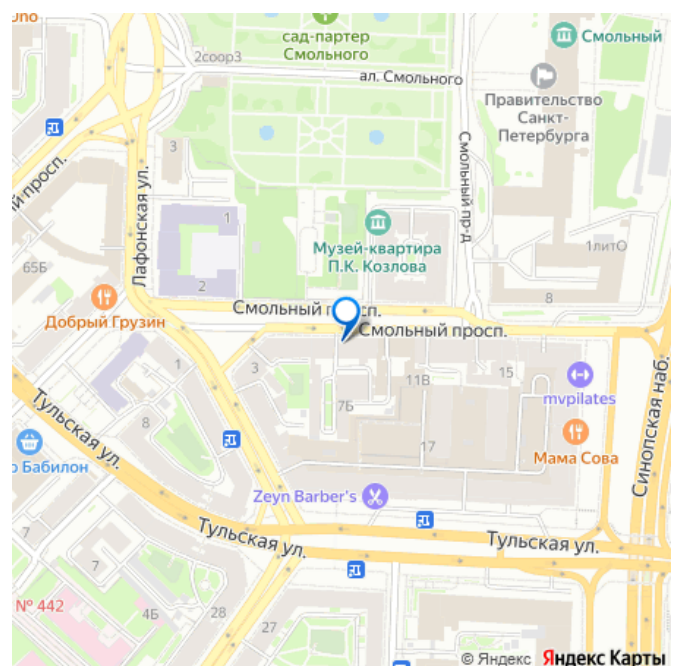 Uno
сад-партер
Смольного
2соор3
ал. Смольного
Смольный
Правительство
Санкт-
Петербурга
3
просп.
Лафонская ул.
1
Смольный пр-д
Музей-квартира
П.К. Козлова
1литО
65Б
2
8
Добрый Грузин
Смольный просп.
Смольный просп.
1
3
11В
15
mvpilates
7Б
8
Тульская ул.
17
Мама Сова
Синопская наб.
Бабилон
Zeyn Barber's
24
Тульская ул.
Тульская ул.
7
7
№ 442
4Б
28
27
© Яндекс Яндекс Карты